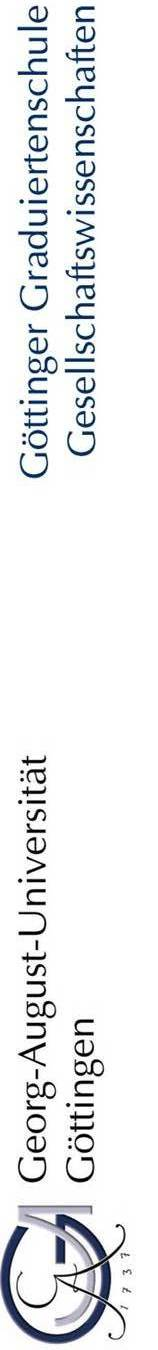 Georg-August-Universität
Göttingen
1737
Göttinger Graduiertenschule
Gesellschaftswissenschaften